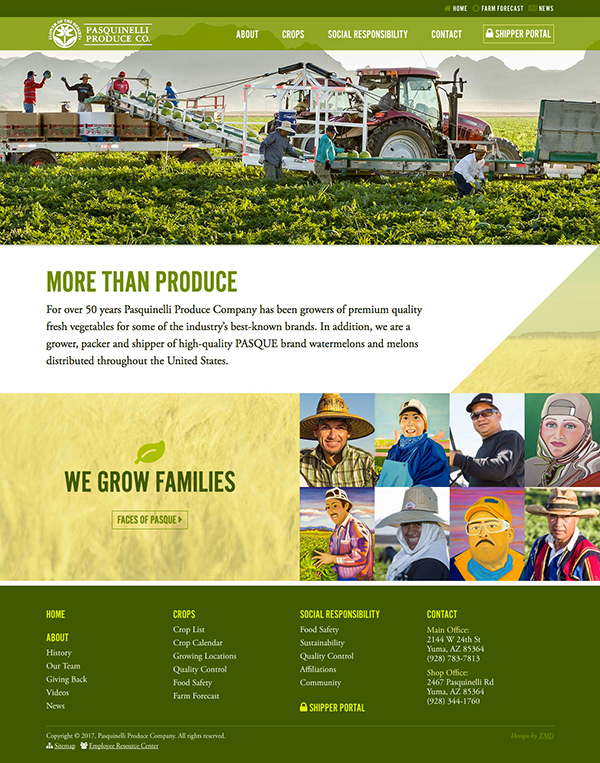 HOME FARM FORECAST NEWS
FLOWER OF THE DESERT
PASQUINELLI
PRODUCE CO.
ABOUT CROPS SOCIAL RESPONSIBILITY CONTACT SHIPPER PORTAL
MORE THAN PRODUCE
For over 50 years Pasquinelli Produce Company has been growers of premium quality
fresh vegetables for some of the industry's best-known brands. In addition, we are a
grower, packer and shipper of high-quality PASQUE brand watermelons and melons
distributed throughout the United States.
WE GROW FAMILIES
FACES OF PASQUE
HOME
ABOUT
History
Our Team
Giving Back
Videos
News
CROPS
Crop List
Crop Calendar
Growing Locations
Quality Control
Food Safety
Farm Forecast
SOCIAL RESPONSIBILITY
Food Safety
Sustainability
Quality Control
Affiliations
Community
SHIPPER PORTAL
CONTACT
Main Office:
2144 W 24th St
Yuma, AZ 85364
(928) 783-7813
Shop Office:
2467 Pasquinelli Rd
Yuma, AZ 85364
(928) 344-1760
Copyright © 2017, Pasquinelli Produce Company. All rights reserved.
Sitemap Employee Resource Center
Design by